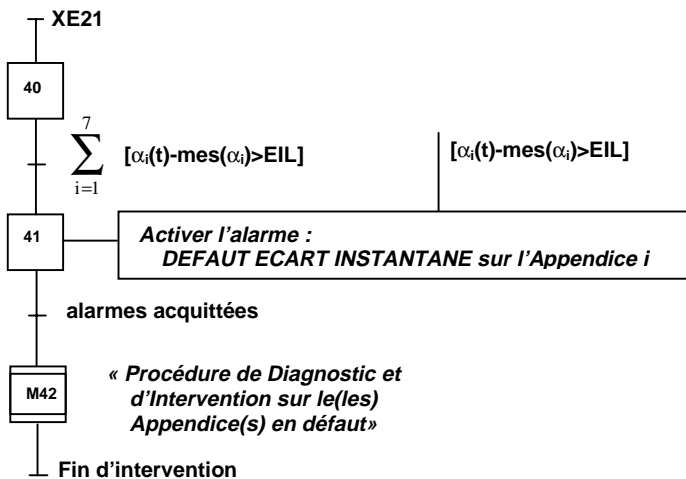 XE21
40
7
∑ [αi(t)-mes(αi)>EIL]
i=1
[αi(t)-mes(αi)>EIL]
41
Activer l'alarme :
DEFAUT ECART INSTANTANE sur l'Appendice i
alarmes acquittées
M42
« Procédure de Diagnostic et
d'Intervention sur le(les)
Appendice(s) en défaut»
Fin d'intervention